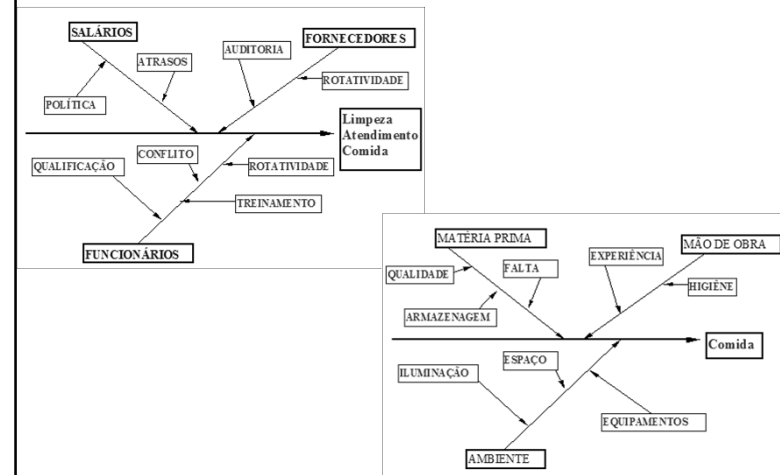 SALÁRIOS
FORNECEDORES
AUDITORIA
ATRASOS
ROTATIVIDADE
POLÍTICA
Limpeza
Atendimento
Comida
CONFLITO
QUALIFICAÇÃO
ROTATIVIDADE
TREINAMENTO
FUNCIONÁRIOS
MATÉRIA PRIMA
MÃO DE OBRA
EXPERIÊNCIA
QUALIDADE
FALTA
HIGIÊNE
ARMAZENAGEM
Comida
ESPAÇO
ILUMINAÇÃO
EQUIPAMENTOS
AMBIENTE